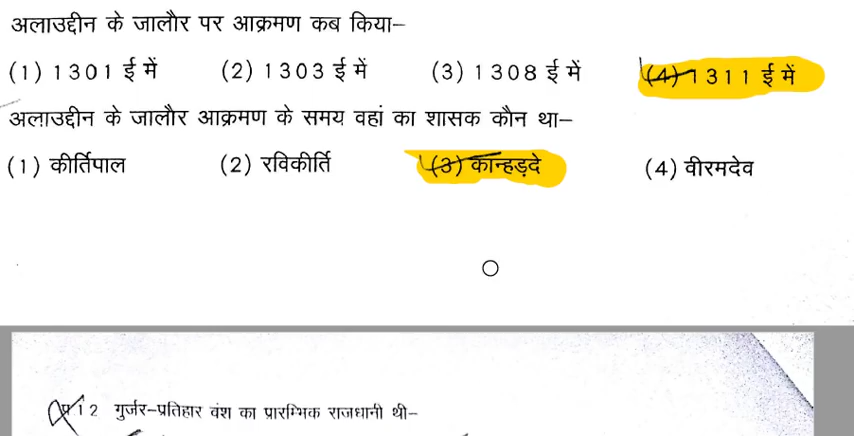 अलाउद्दीन के जालौर पर आक्रमण कब किया–
(1) 1301 ई में (2) 1303 ई में (3) 1308 ई में (4) 1311 ई में
अलाउद्दीन के जालौर आक्रमण के समय वहां का शासक कौन था–
(1) कीर्तिपाल (2) रविकीर्ति (3) कान्हड़दे (4) वीरमदेव
प्र12 गुर्जर–प्रतिहार वंश का प्रारम्भिक राजधानी थी–